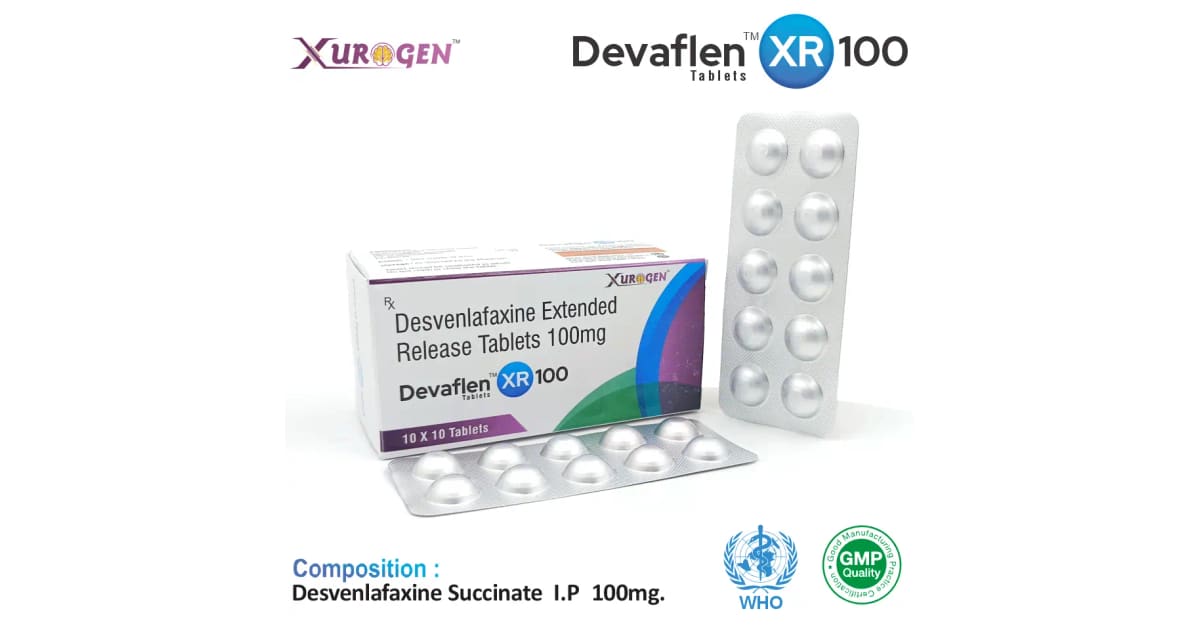 XUROGEN™
Devaflen™ XR 100
Tablets
XUROGEN
Rx
Desvenlafaxine Extended
Release Tablets 100mg
Devaflen™ XR 100
Tablets
10 X 10 Tablets
Composition :
Desvenlafaxine Succinate I.P 100mg.
WHO
Good Manufacturing
Practice Certification
GMP
Quality